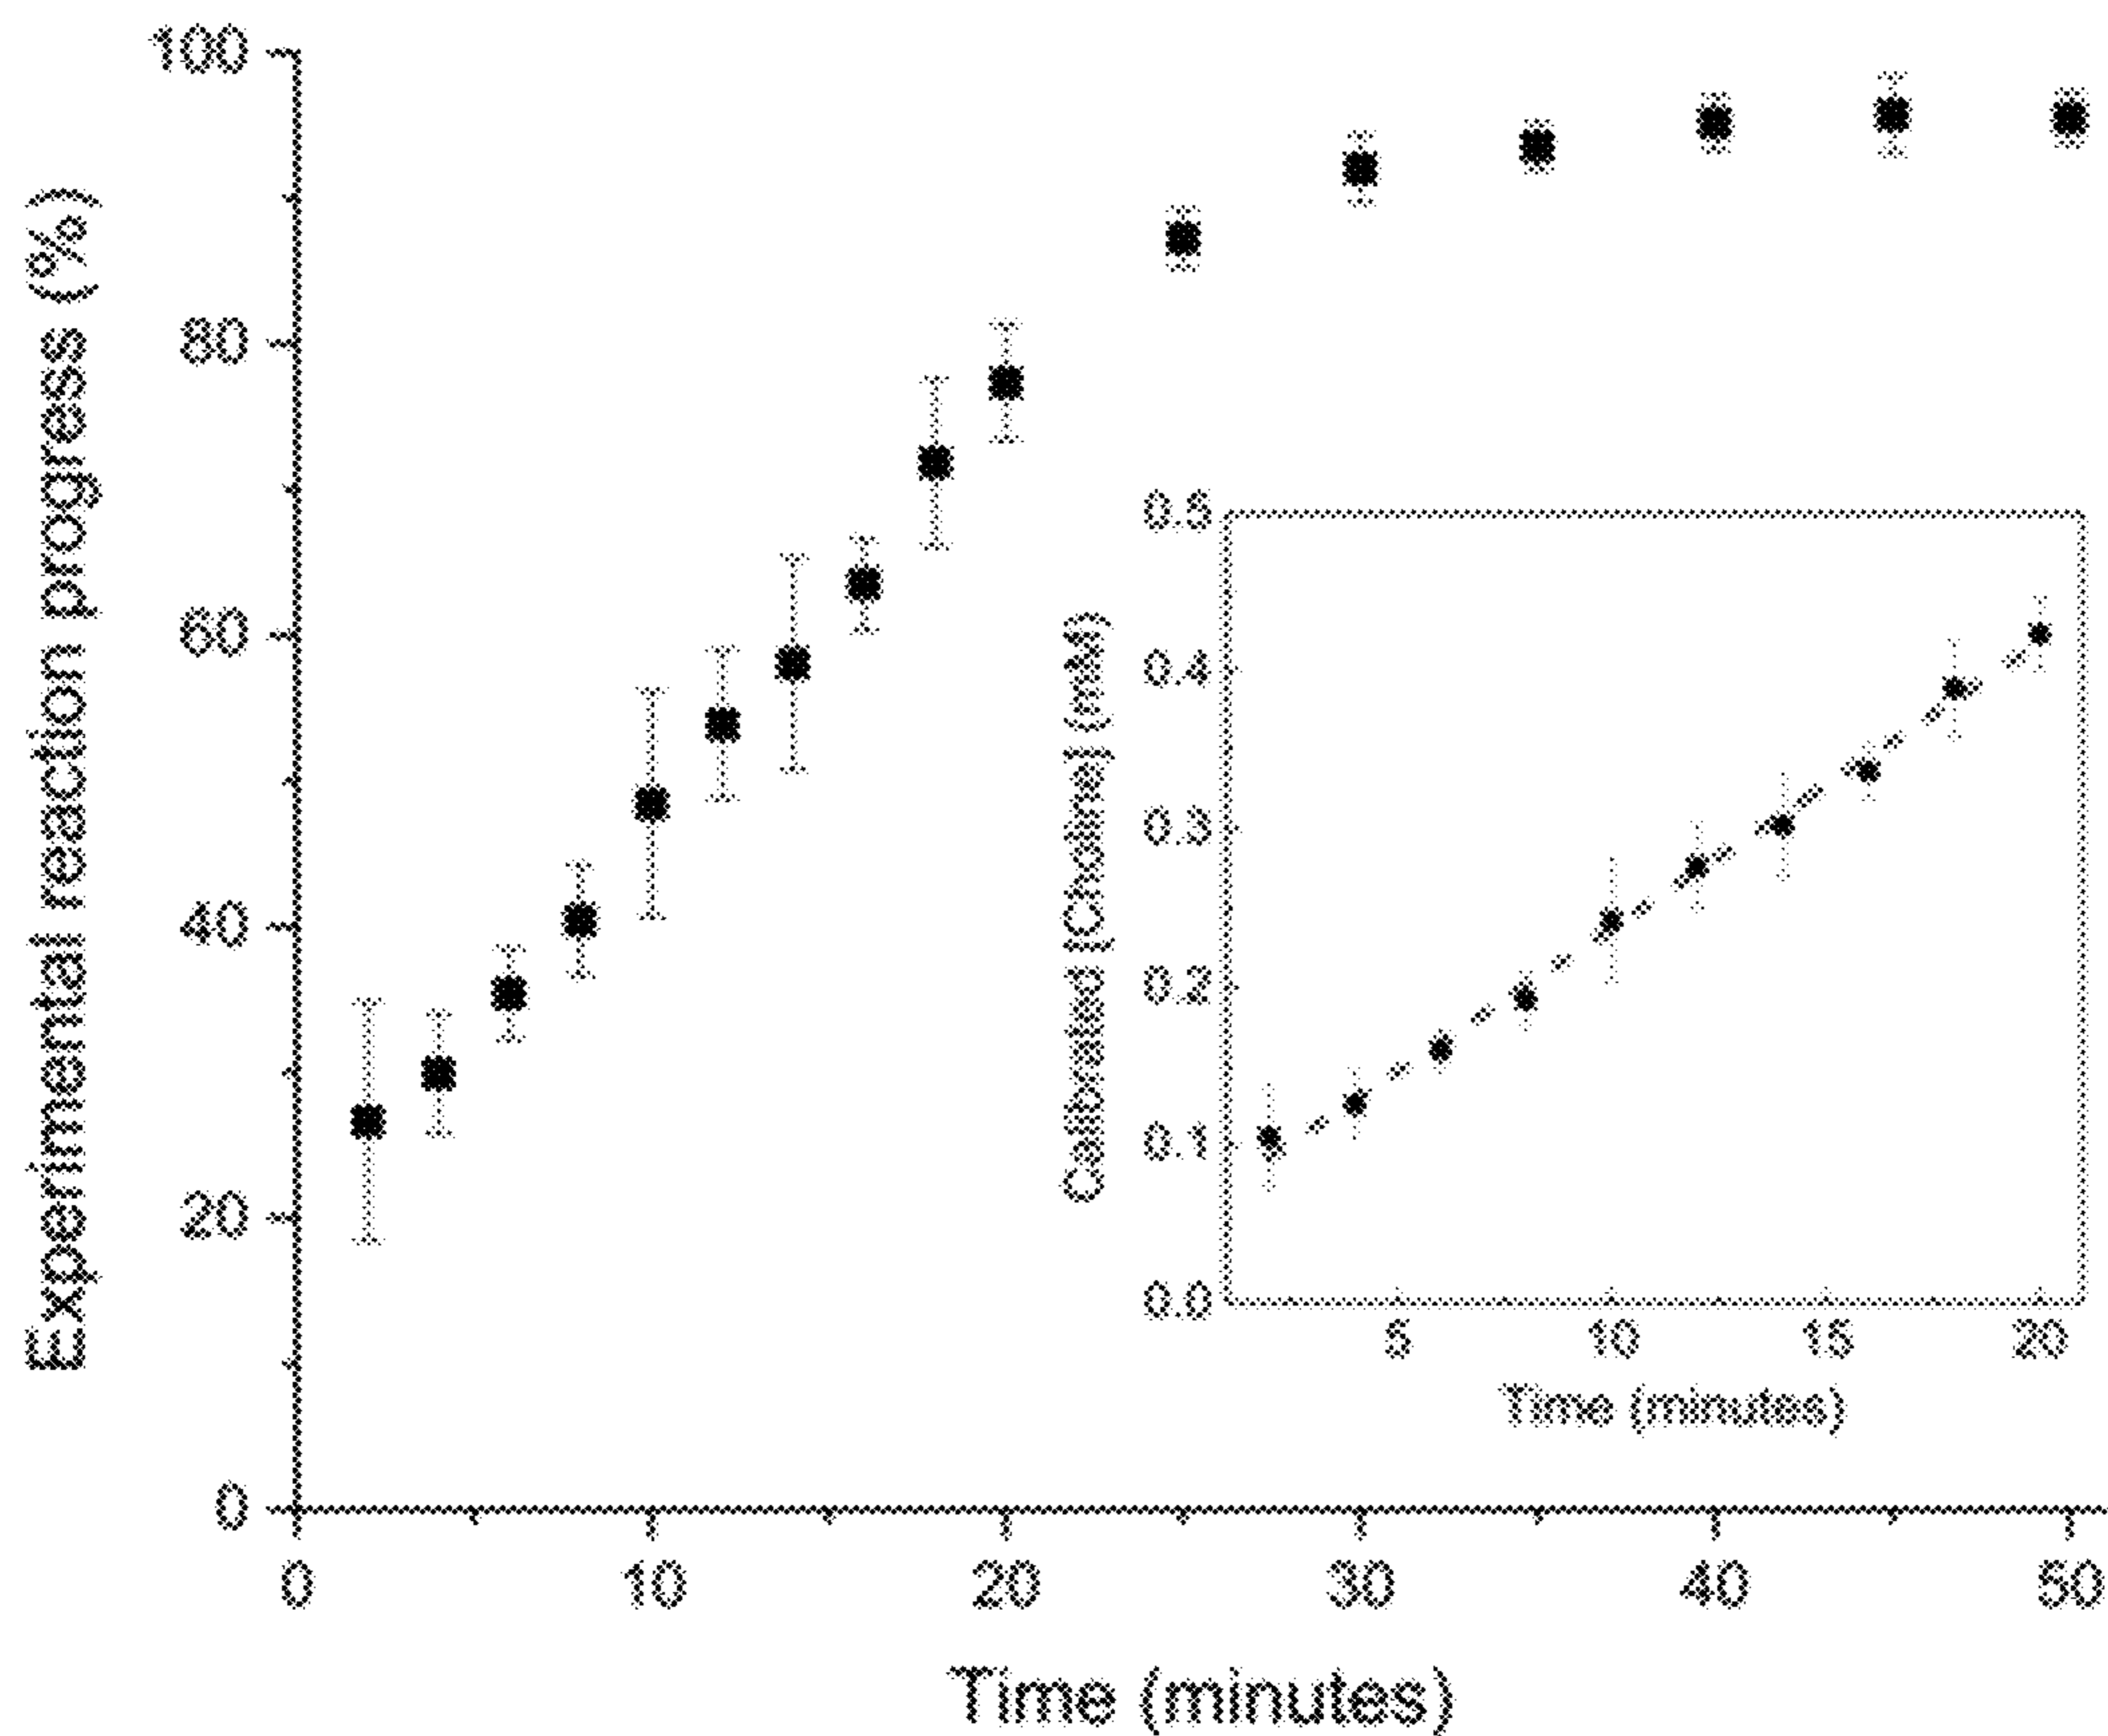 Experimental reaction progress (%)
100
80
60
40
20
0
0 10 20 30 40 50
Time (minutes)
Calibrated [Choline] (mM)
0.5
0.4
0.3
0.2
0.1
0.0
5 10 15 20
Time (minutes)